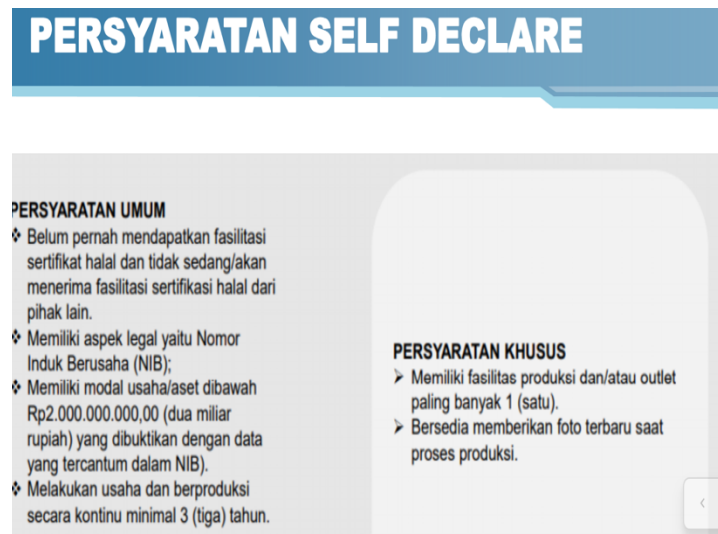 PERSYARATAN SELF DECLARE
PERSYARATAN UMUM
❖ Belum pernah mendapatkan fasilitasi
sertifikat halal dan tidak sedang/akan
menerima fasilitasi sertifikasi halal dari
pihak lain.
❖ Memiliki aspek legal yaitu Nomor
Induk Berusaha (NIB);
❖ Memiliki modal usaha/aset dibawah
Rp2.000.000.000,00 (dua miliar
rupiah) yang dibuktikan dengan data
yang tercantum dalam NIB).
❖ Melakukan usaha dan berproduksi
secara kontinu minimal 3 (tiga) tahun.
PERSYARATAN KHUSUS
➢ Memiliki fasilitas produksi dan/atau outlet
paling banyak 1 (satu).
➢ Bersedia memberikan foto terbaru saat
proses produksi.